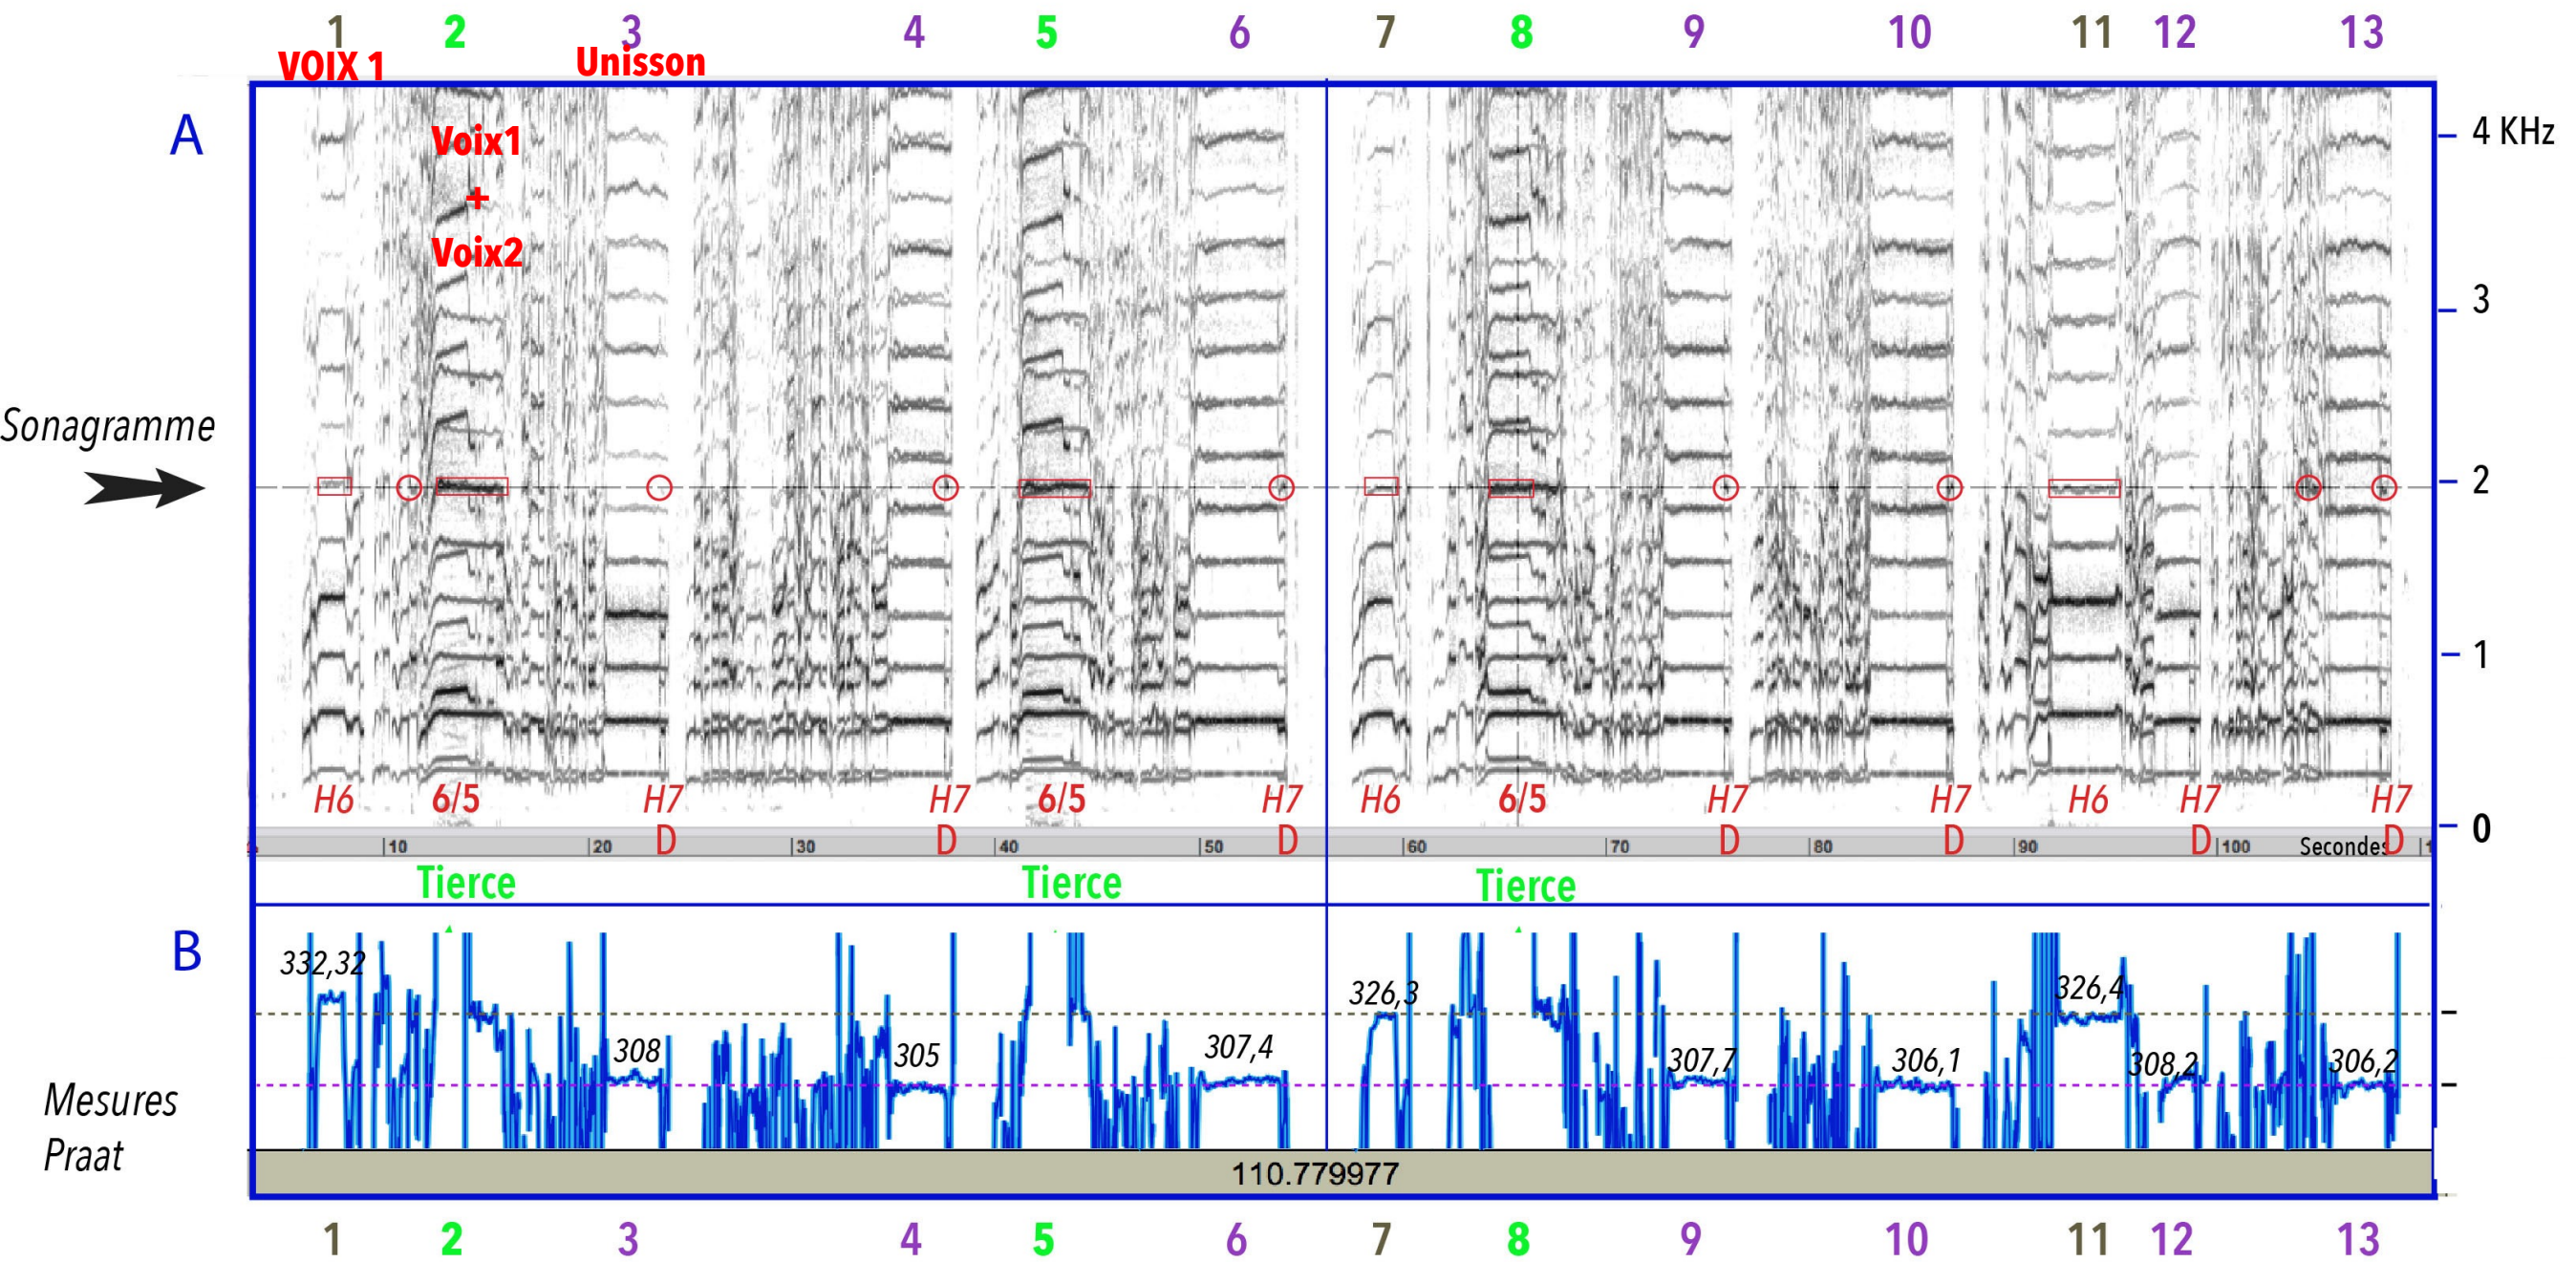 1 2 3 4 5 6 7 8 9 10 11 12 13
VOIX 1 Unisson
A
Voix1
+
Voix2
4 KHz
3
Sonagramme
2
1
H6 6/5 H7 H7 6/5 H7 H6 6/5 H7 H7 H6 H7 H7
0
D D D D D D D
10 20 30 40 50 60 70 80 90 100 Secondes
Tierce Tierce Tierce
B
332,32 308 305 307,4 326,3 307,7 306,1 326,4 308,2 306,2
Mesures
Praat
110.779977
1 2 3 4 5 6 7 8 9 10 11 12 13